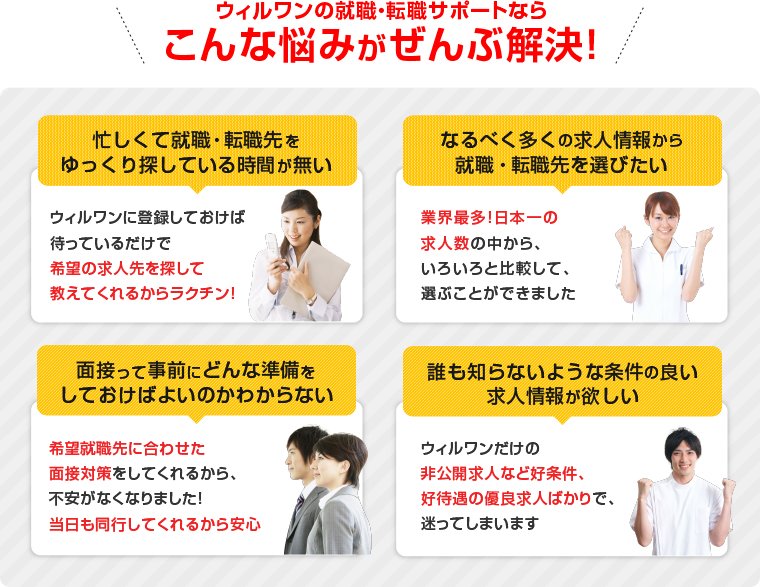 ウィルワンの就職・転職サポートなら
こんな悩みがぜんぶ解決!
忙しくて就職・転職先を
ゆっくり探している時間が無い
ウィルワンに登録しておけば
待っているだけで
希望の求人先を探して
教えてくれるからラクチン!
なるべく多くの求人情報から
就職・転職先を選びたい
業界最多!日本一の
求人数の中から、
いろいろと比較して、
選ぶことができました
面接って事前にどんな準備を
しておけばよいのかわからない
希望就職先に合わせた
面接対策をしてくれるから、
不安がなくなりました!
当日も同行してくれるから安心
誰も知らないような条件の良い
求人情報が欲しい
ウィルワンだけの
非公開求人など好条件、
好待遇の優良求人ばかりで、
迷ってしまいます